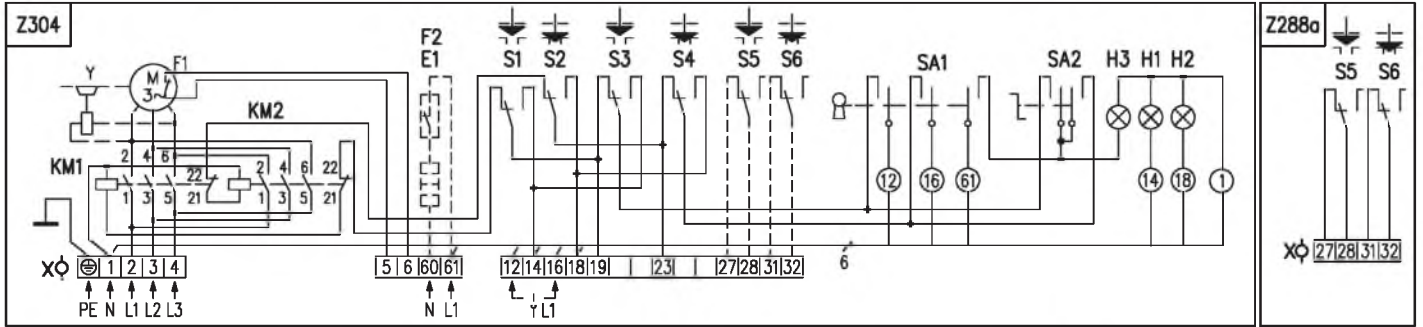 Z304
Z288a
F2
E1
S1 S2 S3 S4 S5 S6
SA1
SA2 H3 H1 H2
S5 S6
Y
M
3~
F1
KM2
KM1
2 4 6
22
2 4 6 22
1 3 5
21
1 3 5 21
12 16 61
14 18 1
6
X
1 2 3 4
5 6 60 61
12 14 16 18 19 23 27 28 31 32
X
27 28 31 32
PE N L1 L2 L3
N L1
L1